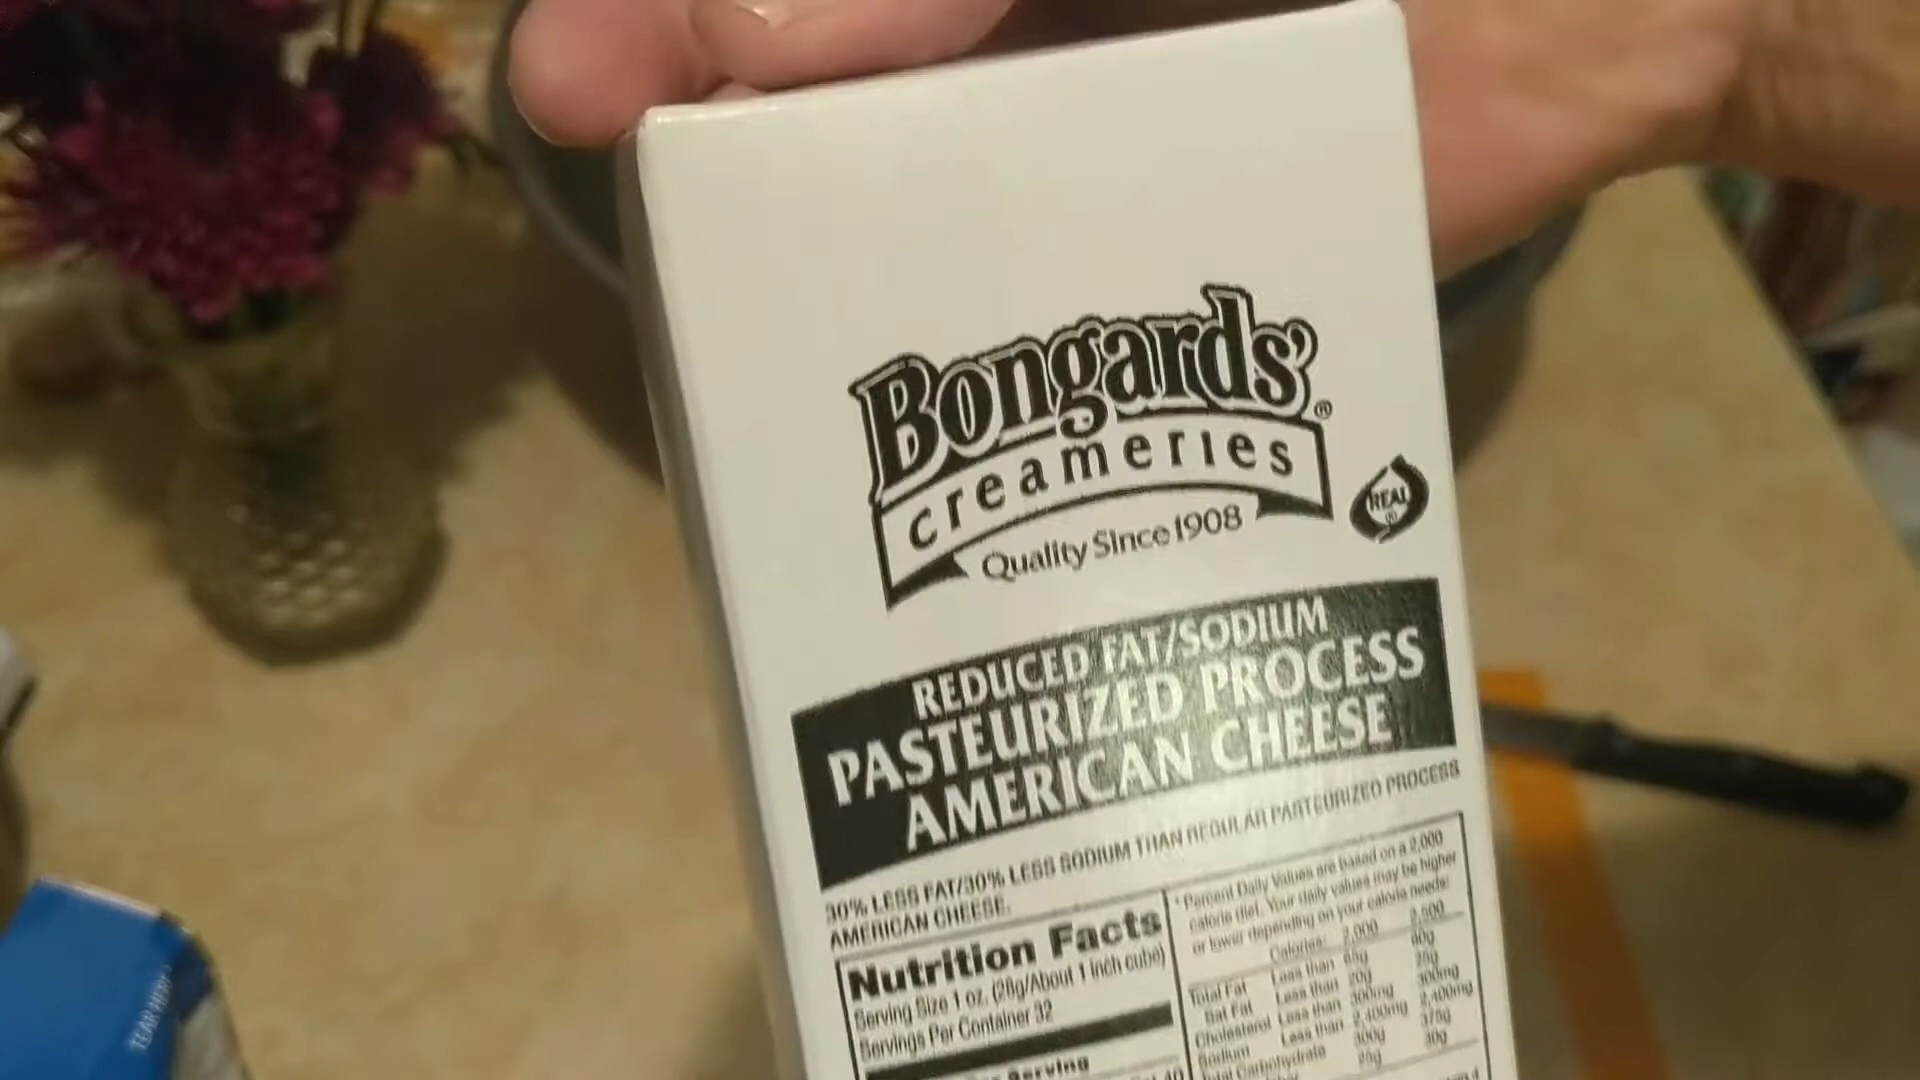 Bongards'®
creameries
Quality Since 1908
REAL
®
REDUCED FAT/SODIUM
PASTEURIZED PROCESS
AMERICAN CHEESE
30% LESS FAT/30% LESS SODIUM THAN REGULAR PASTEURIZED PROCESS
AMERICAN CHEESE.
Nutrition Facts
Serving Size 1 oz. (28g/About 1 inch cube)
Servings Per Container 32
Serving
* Percent Daily Values are based on a 2,000
calorie diet. Your daily values may be higher
or lower depending on your calorie needs:
Calories: 2,000 2,500
Total Fat Less than 65g 80g
Sat Fat Less than 20g 25g
Cholesterol Less than 300mg 300mg
Sodium Less than 2,400mg 2,400mg
Total Carbohydrate 300g 375g
25g 30g
TEAR HERE